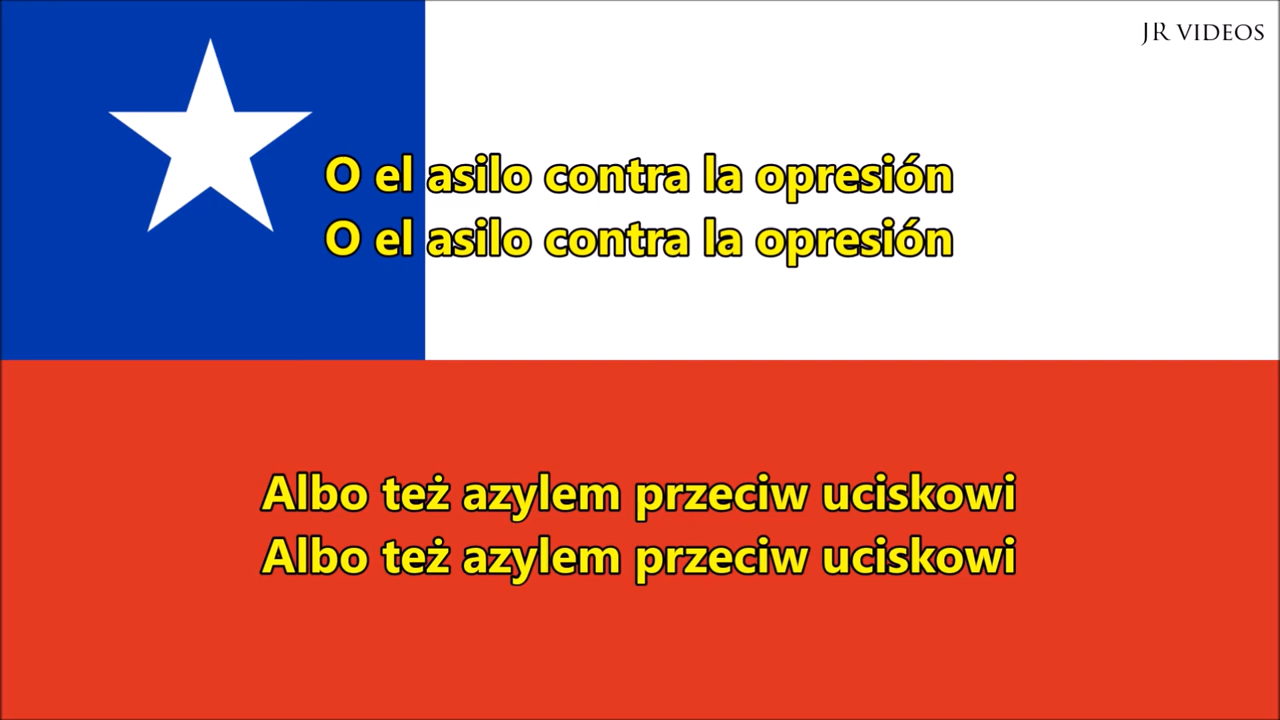 JR VIDEOS
O el asilo contra la opresión
O el asilo contra la opresión
Albo też azylem przeciw uciskowi
Albo też azylem przeciw uciskowi